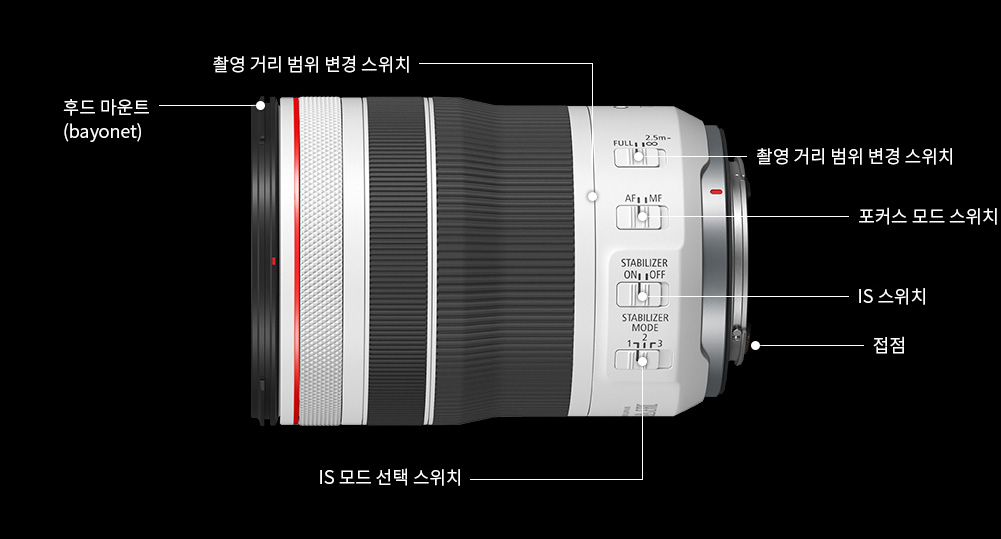 촬영 거리 범위 변경 스위치
후드 마운트
(bayonet)
2.5m-
FULL ∞
촬영 거리 범위 변경 스위치
AF MF
포커스 모드 스위치
STABILIZER
ON OFF
IS 스위치
STABILIZER
MODE
2
1 3
접점
IS 모드 선택 스위치